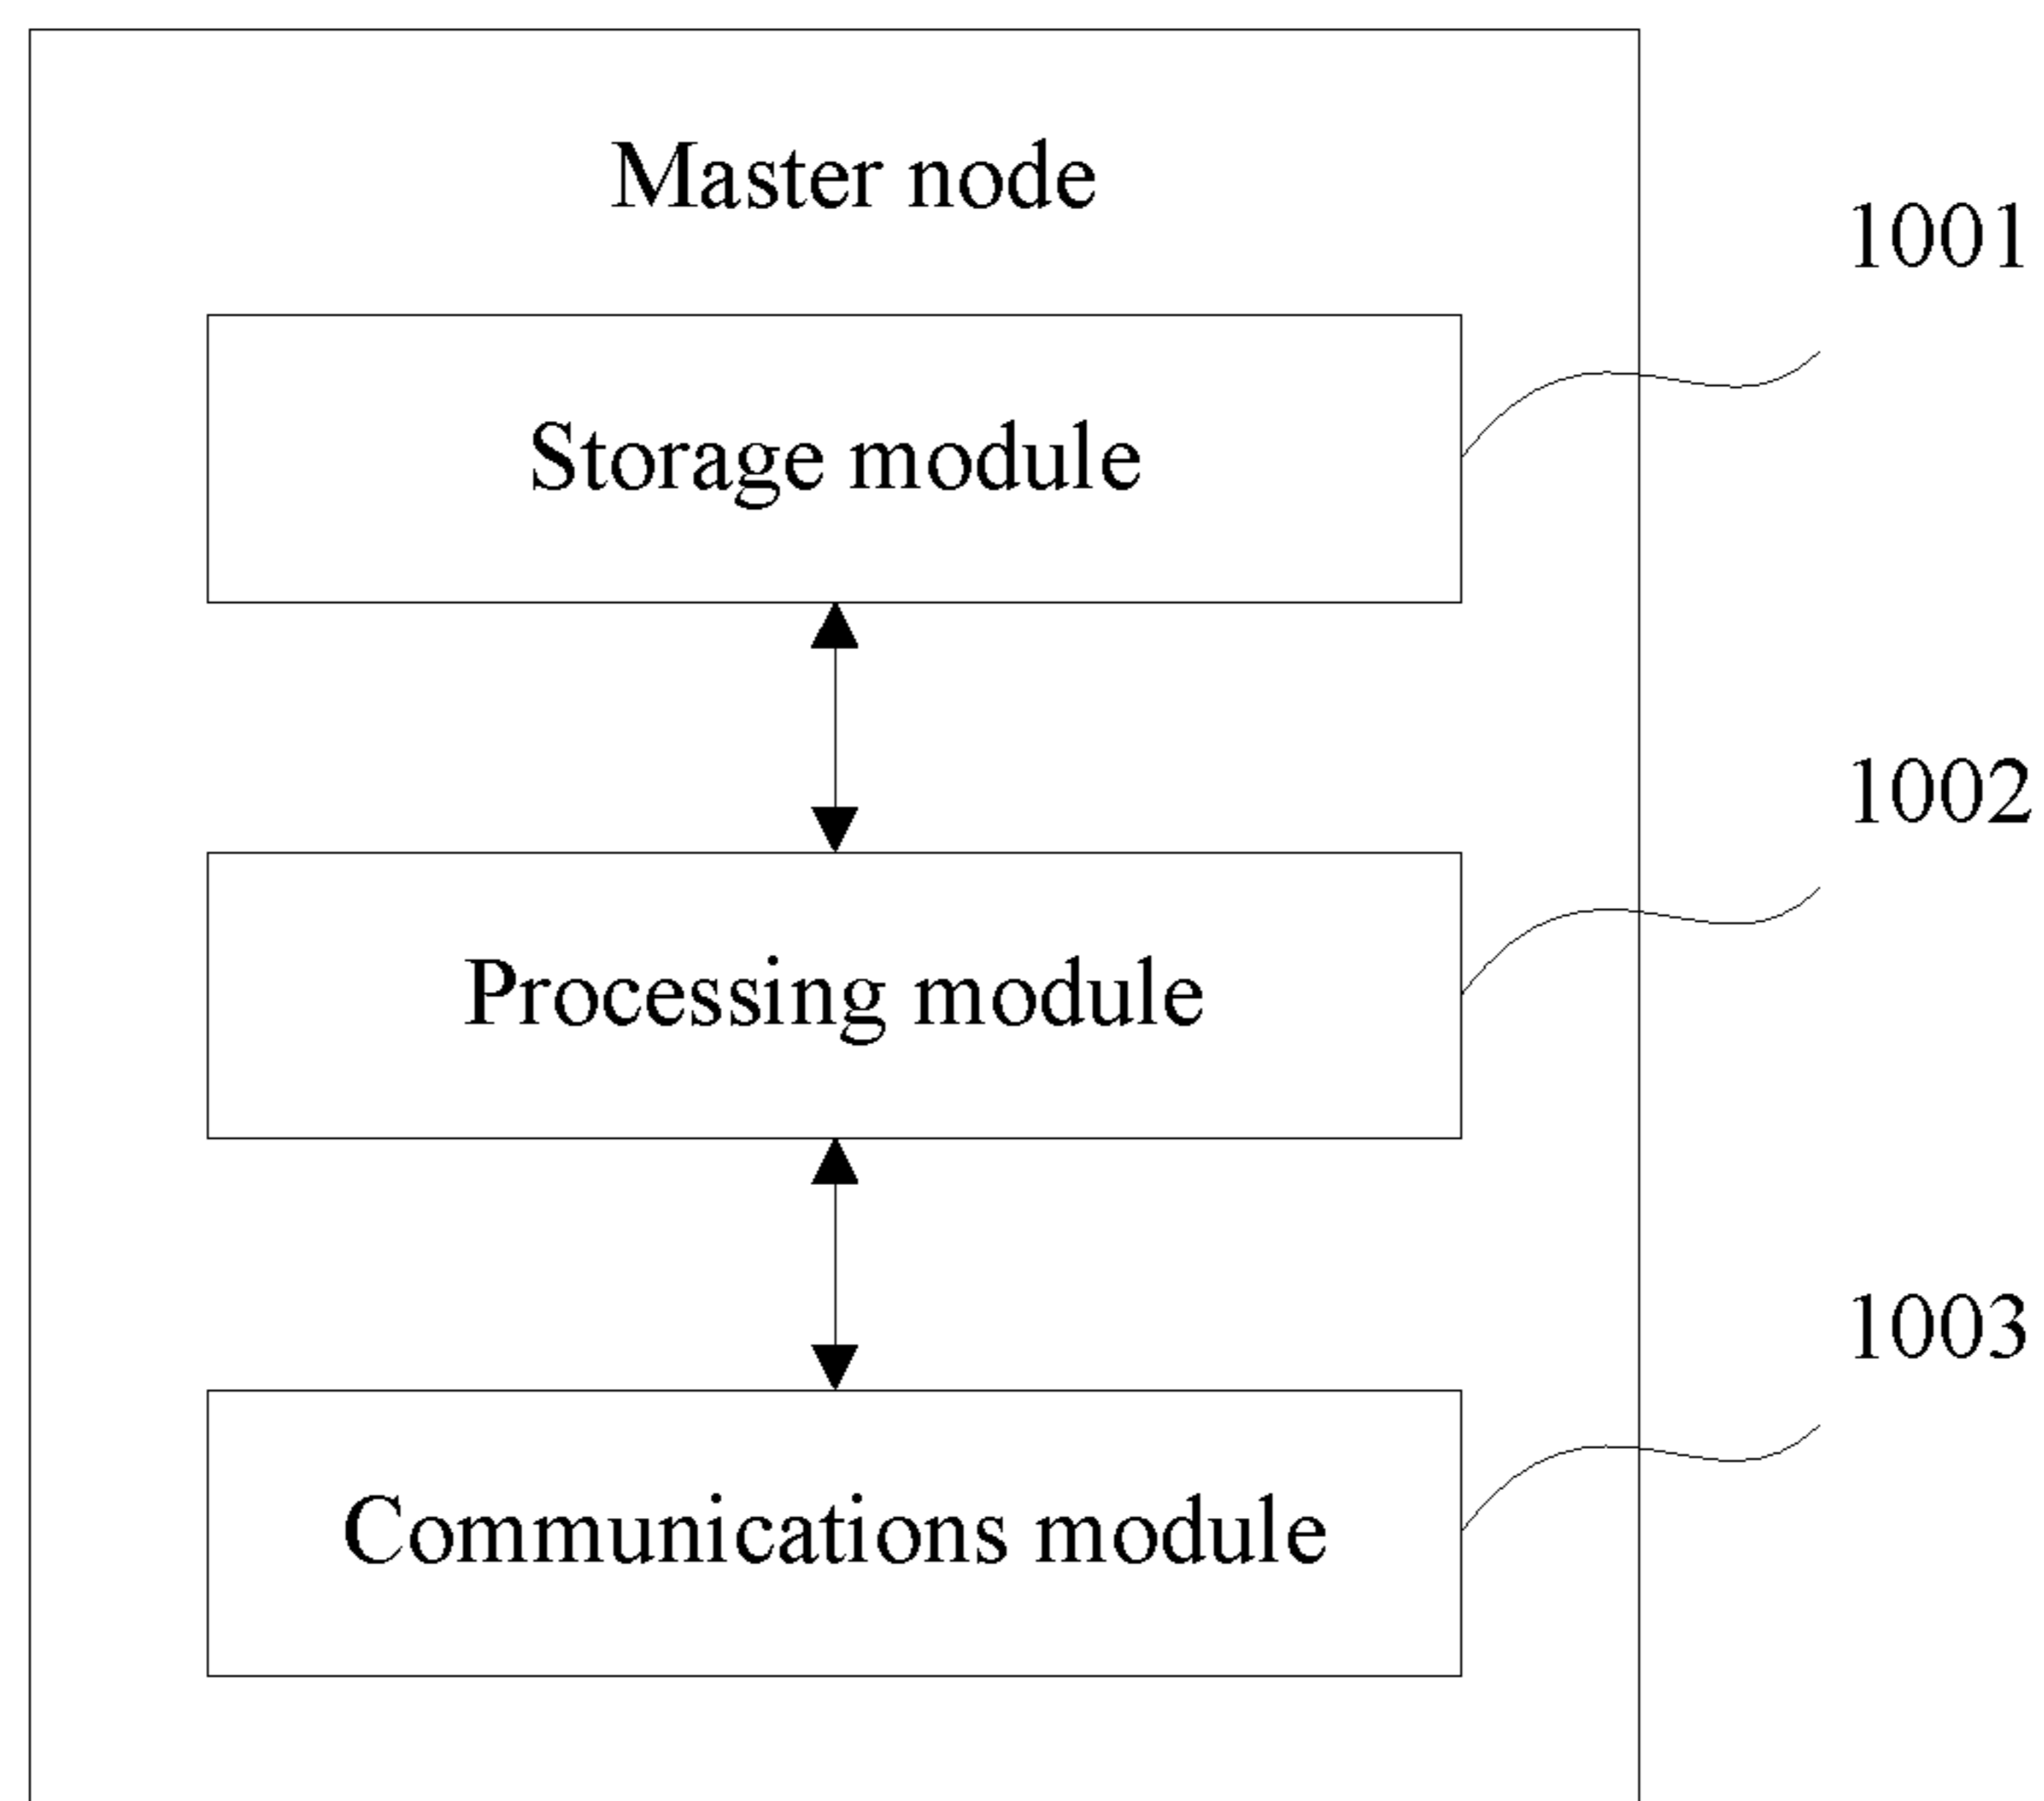 Master node
1001
Storage module
1002
Processing module
1003
Communications module